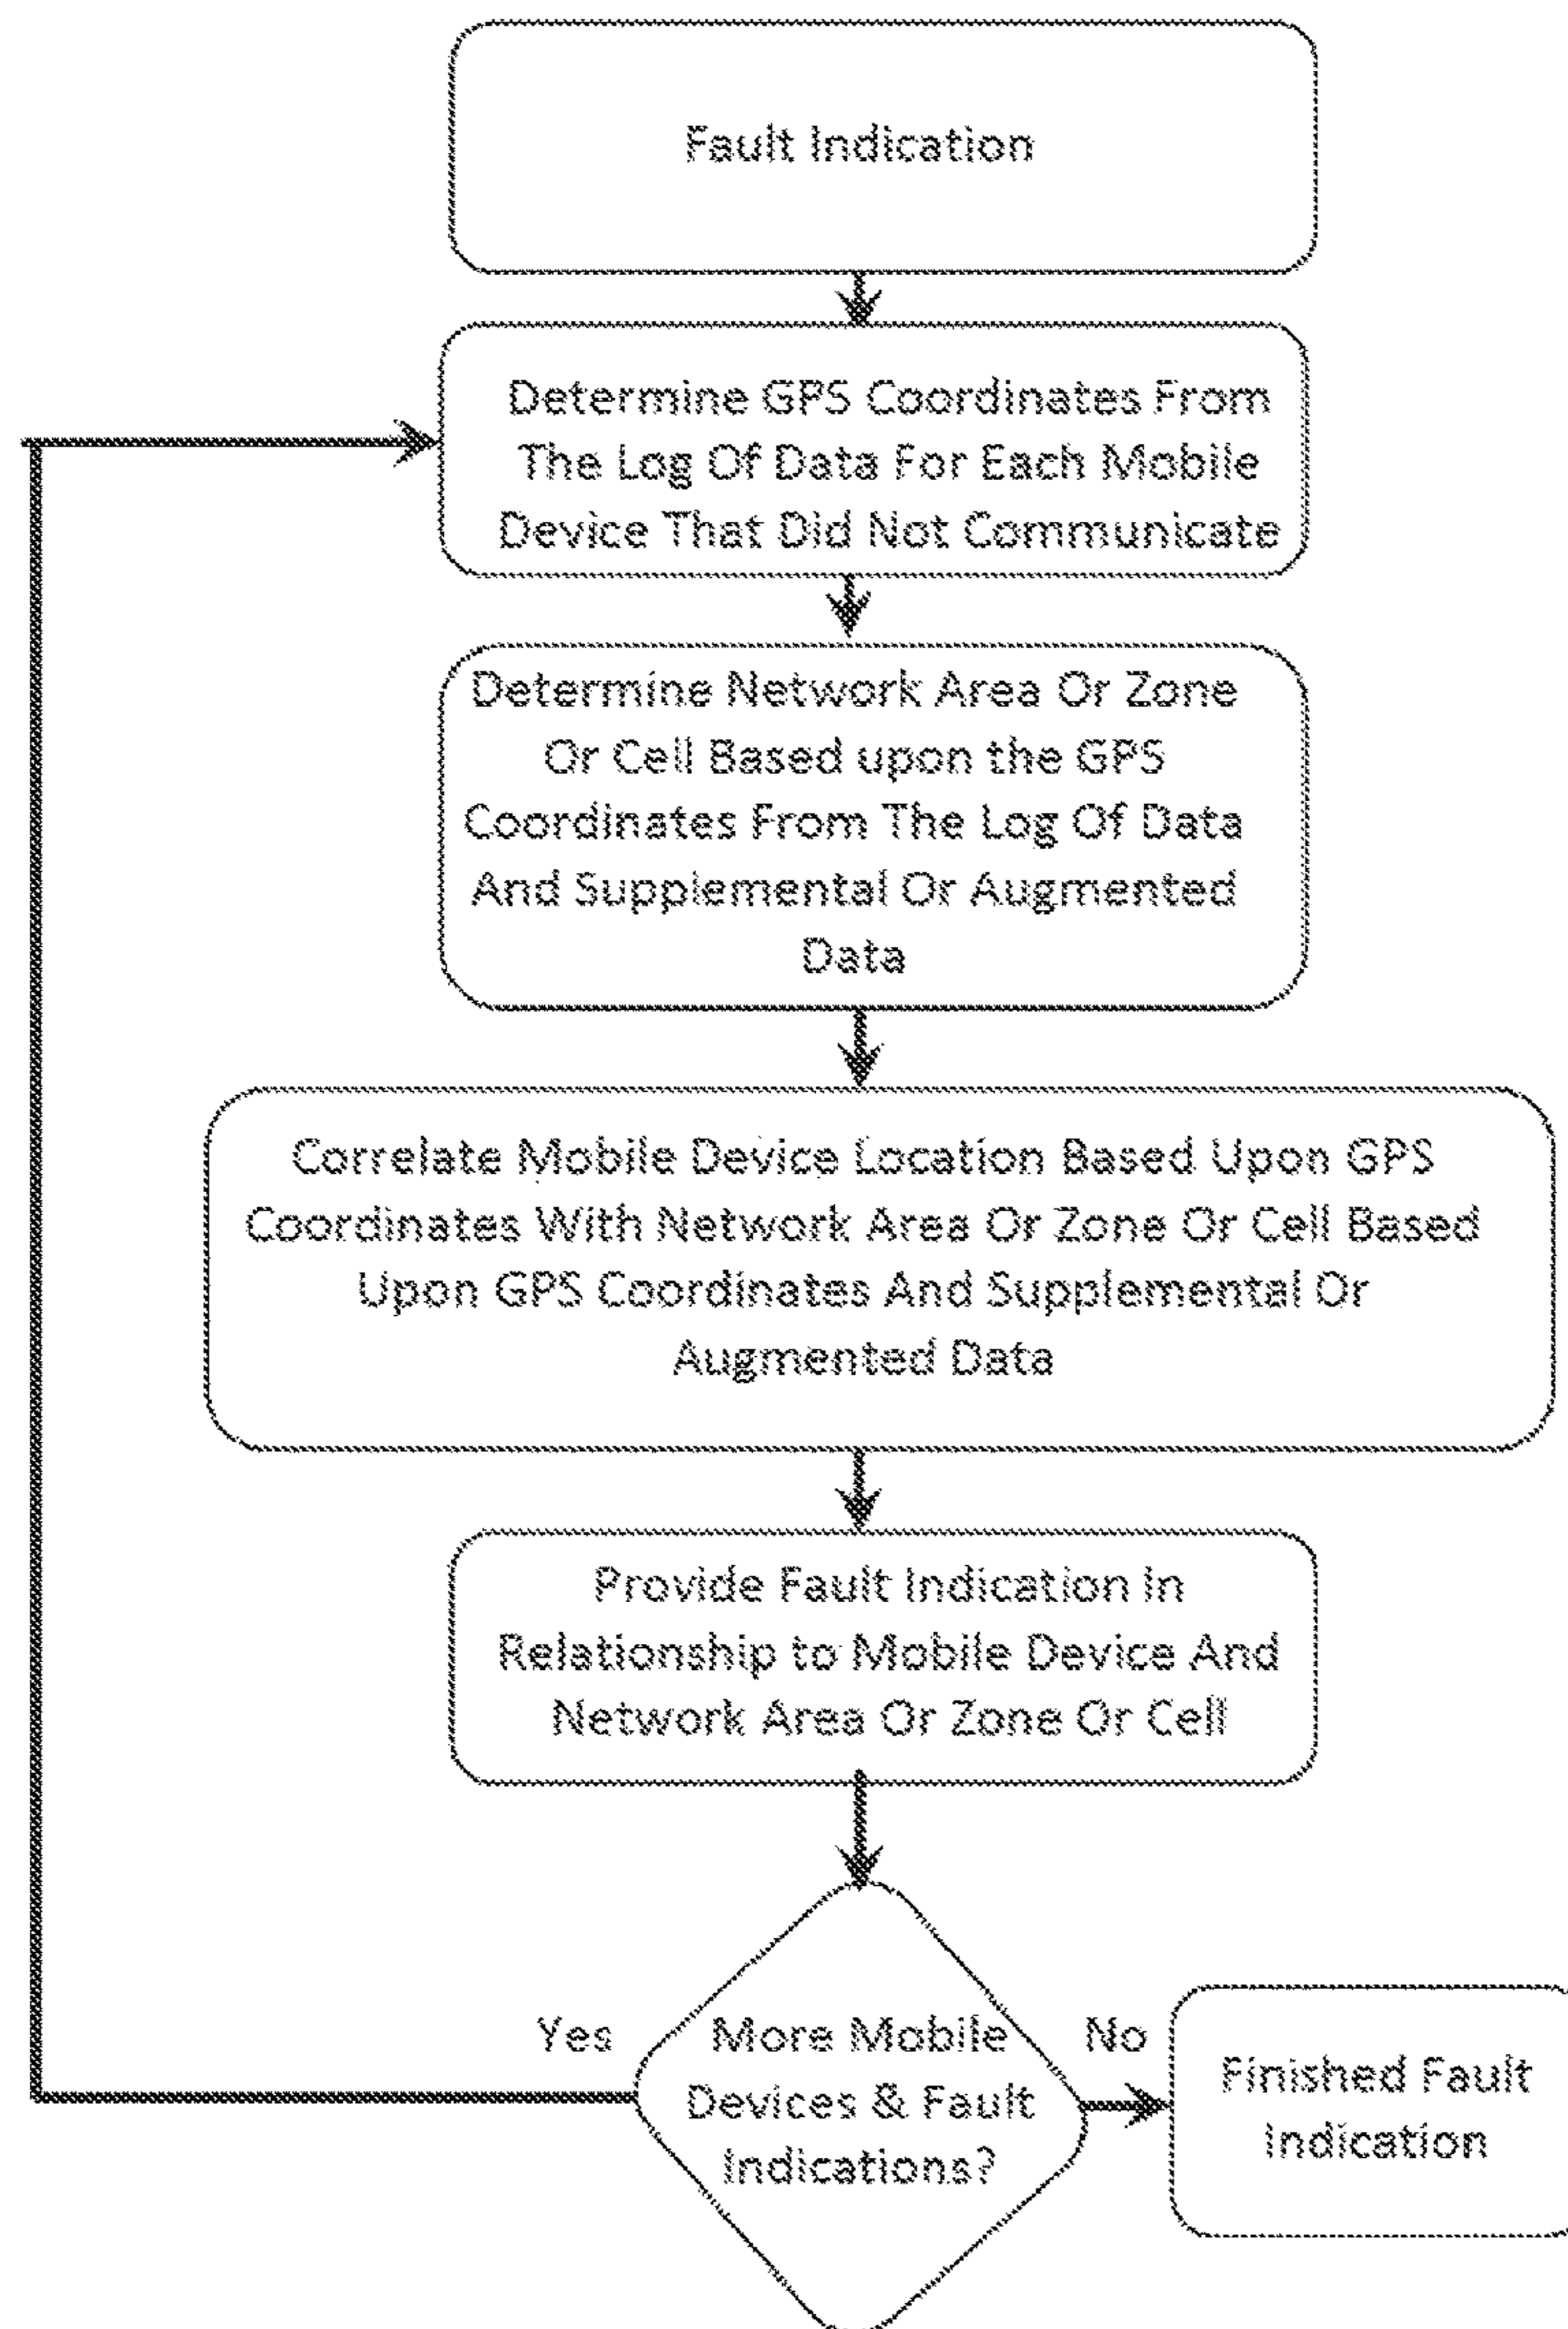 Fault Indication
Determine GPS Coordinates From
The Log Of Data For Each Mobile
Device That Did Not Communicate
Determine Network Area Or Zone
Or Cell Based upon the GPS
Coordinates From The Log Of Data
And Supplemental Or Augmented
Data
Correlate Mobile Device Location Based Upon GPS
Coordinates With Network Area Or Zone Or Cell Based
Upon GPS Coordinates And Supplemental Or
Augmented Data
Provide Fault Indication In
Relationship to Mobile Device And
Network Area Or Zone Or Cell
Yes
More Mobile
Devices & Fault
Indications?
No
Finished Fault
Indication